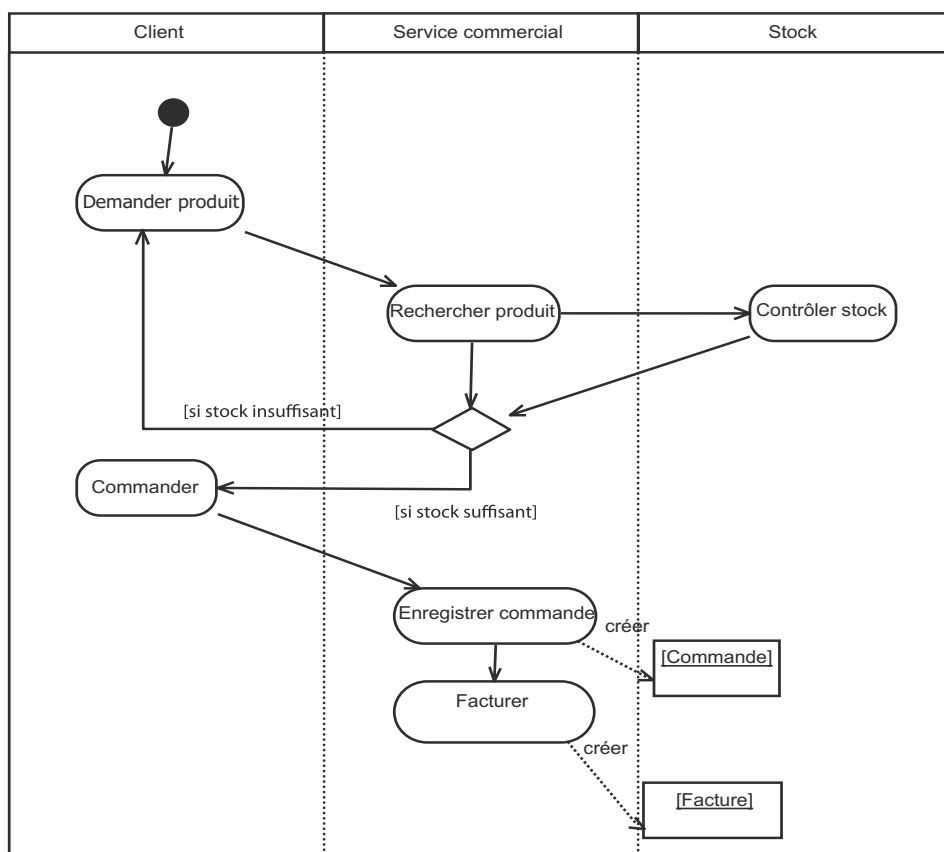 Client
Service commercial
Stock
Demander produit
Rechercher produit
Contrôler stock
[si stock insuffisant]
Commander
[si stock suffisant]
Enregistrer commande
créer
[Commande]
Facturer
créer
[Facture]